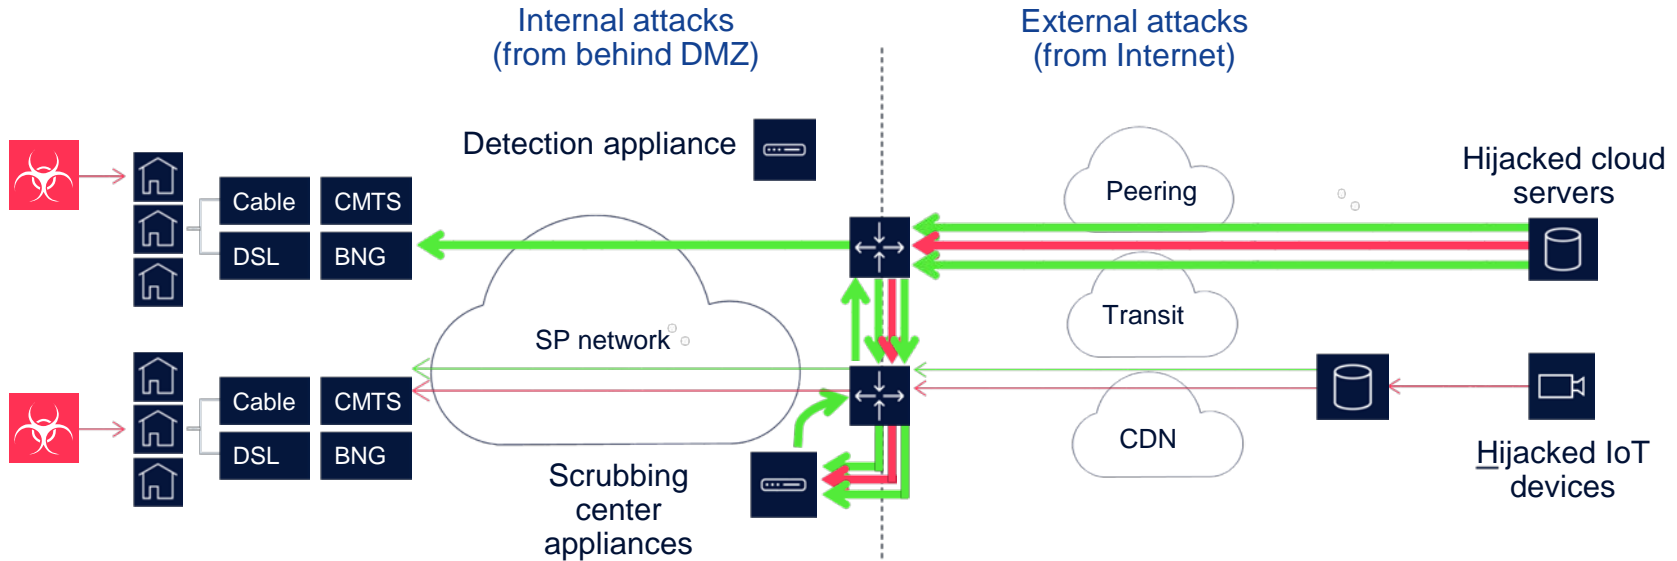 Internal attacks
(from behind DMZ)
External attacks
(from Internet)
Detection appliance
Peering
Hijacked cloud
servers
Cable
CMTS
DSL
BNG
Transit
SP network
Cable
CMTS
DSL
BNG
CDN
Scrubbing
center
appliances
Hijacked IoT
devices